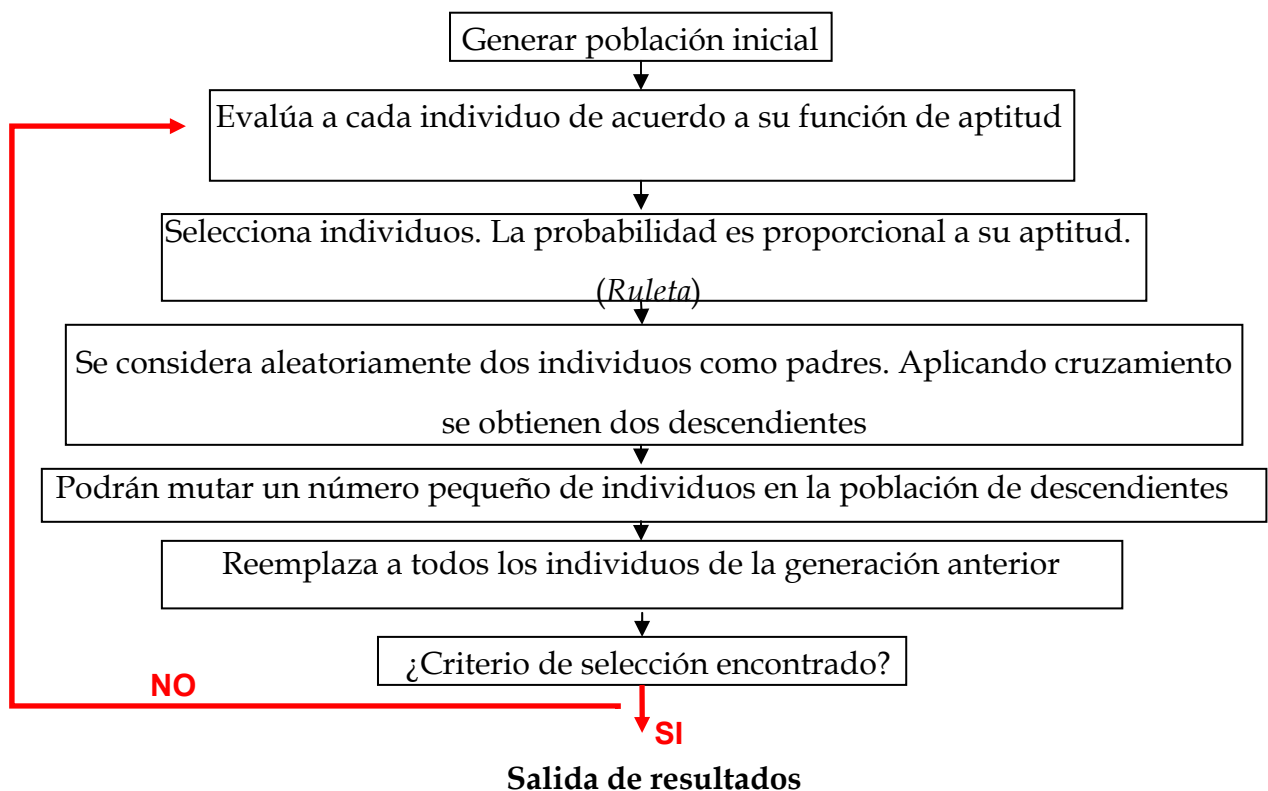 Generar población inicial
Evalúa a cada individuo de acuerdo a su función de aptitud
Selecciona individuos. La probabilidad es proporcional a su aptitud.
(Ruleta)
Se considera aleatoriamente dos individuos como padres. Aplicando cruzamiento
se obtienen dos descendientes
Podrán mutar un número pequeño de individuos en la población de descendientes
Reemplaza a todos los individuos de la generación anterior
¿Criterio de selección encontrado?
NO
SI
Salida de resultados